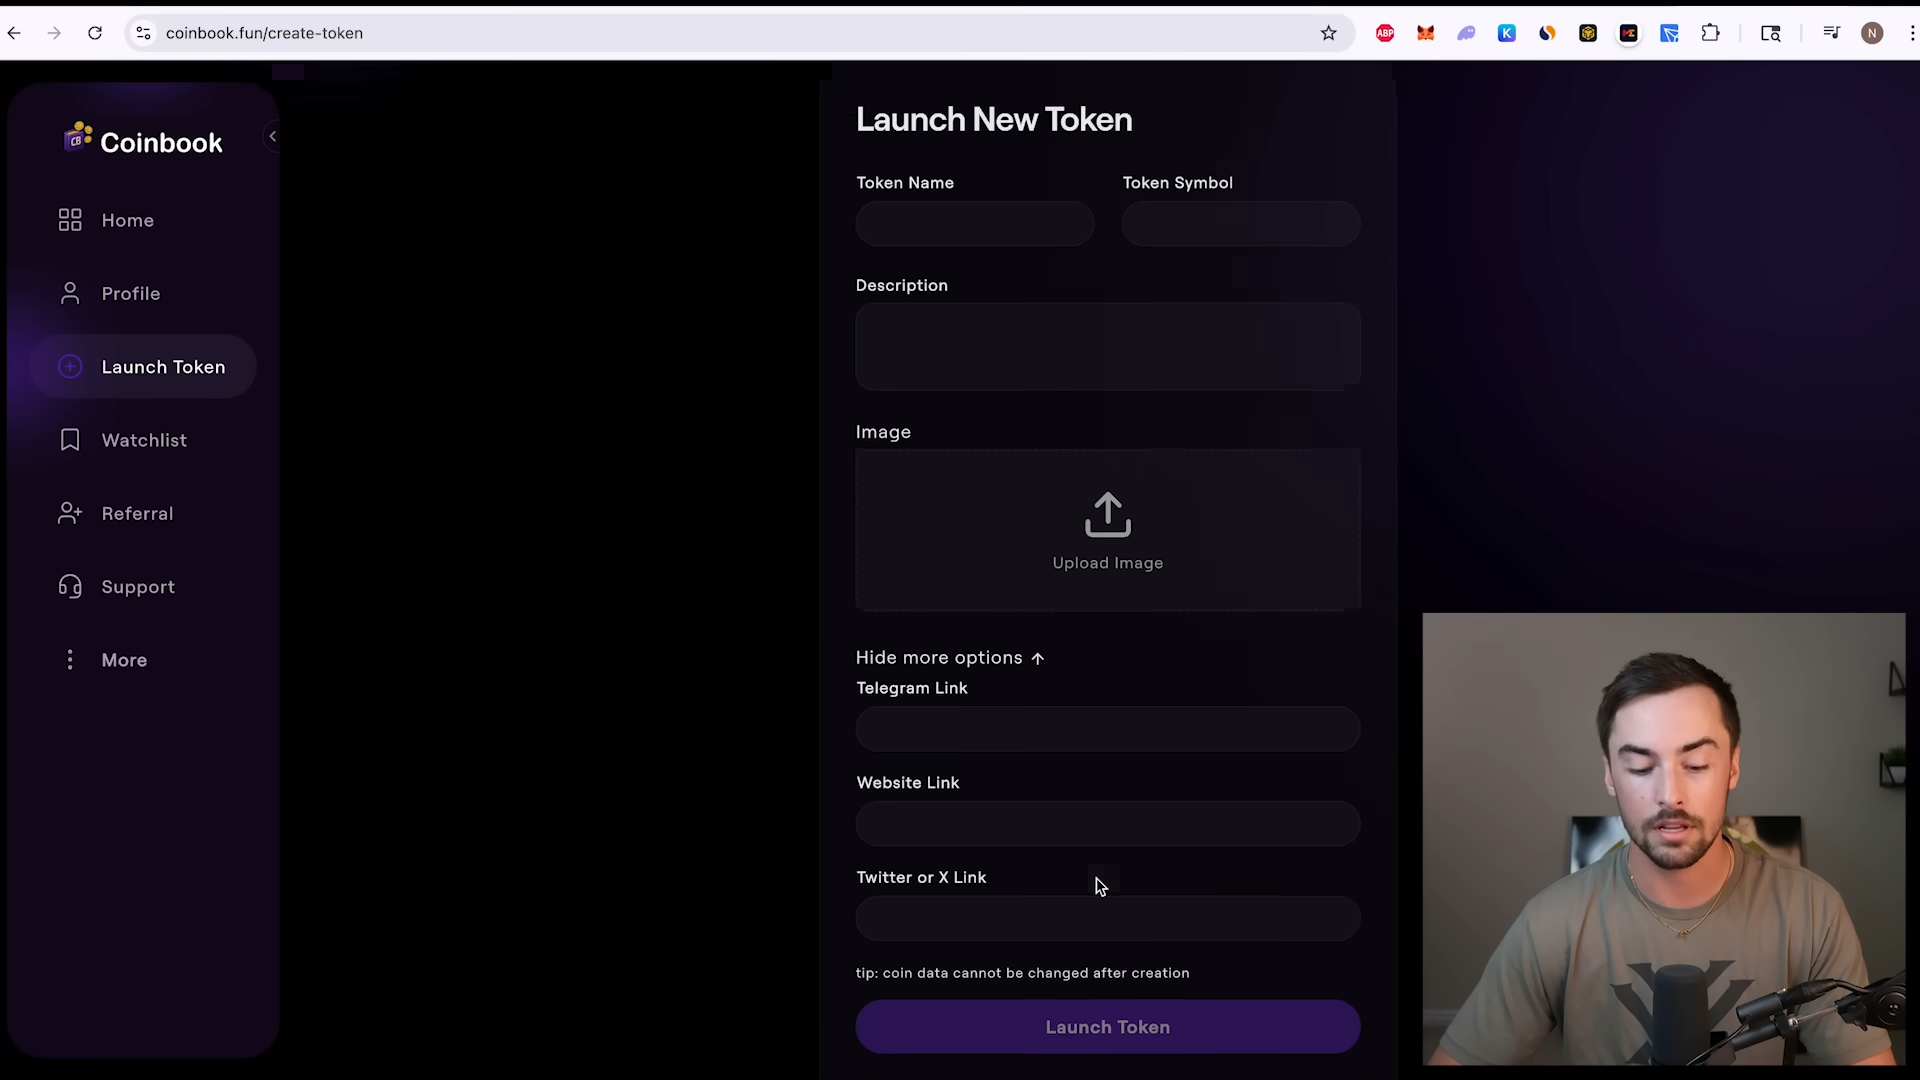 coinbook.fun/create-token
ABP
K
N
CB
Coinbook
Home
Profile
Launch Token
Watchlist
Referral
Support
More
Launch New Token
Token Name
Token Symbol
Description
Image
Upload Image
Hide more options ↑
Telegram Link
Website Link
Twitter or X Link
tip: coin data cannot be changed after creation
Launch Token